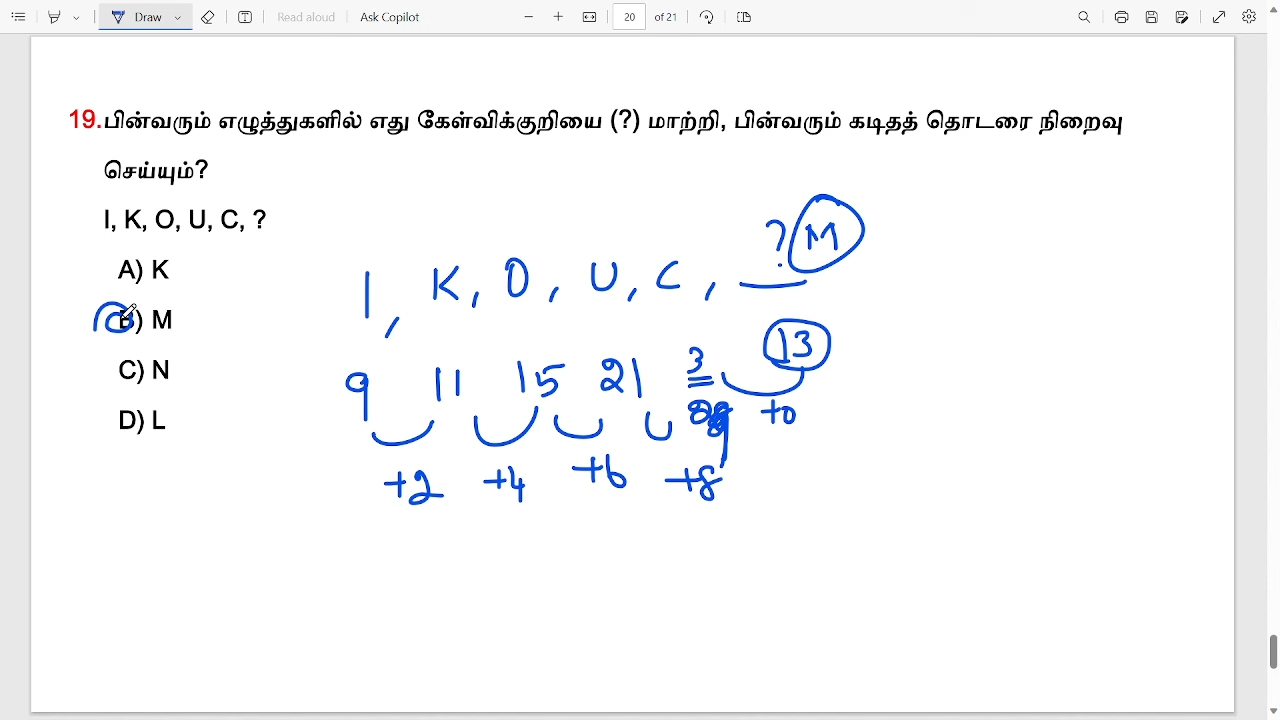 Draw
Read aloud
Ask Copilot
20
of 21
19.பின்வரும் எழுத்துகளில் எது கேள்விக்குறியை (?) மாற்றி, பின்வரும் கடிதத் தொடரை நிறைவு
செய்யும்?
I, K, O, U, C, ?
A) K
B) M
C) N
D) L
? M
I, K, O, U, C,
9 11 15 21 3 13
+2 +4 +6 +8 +0